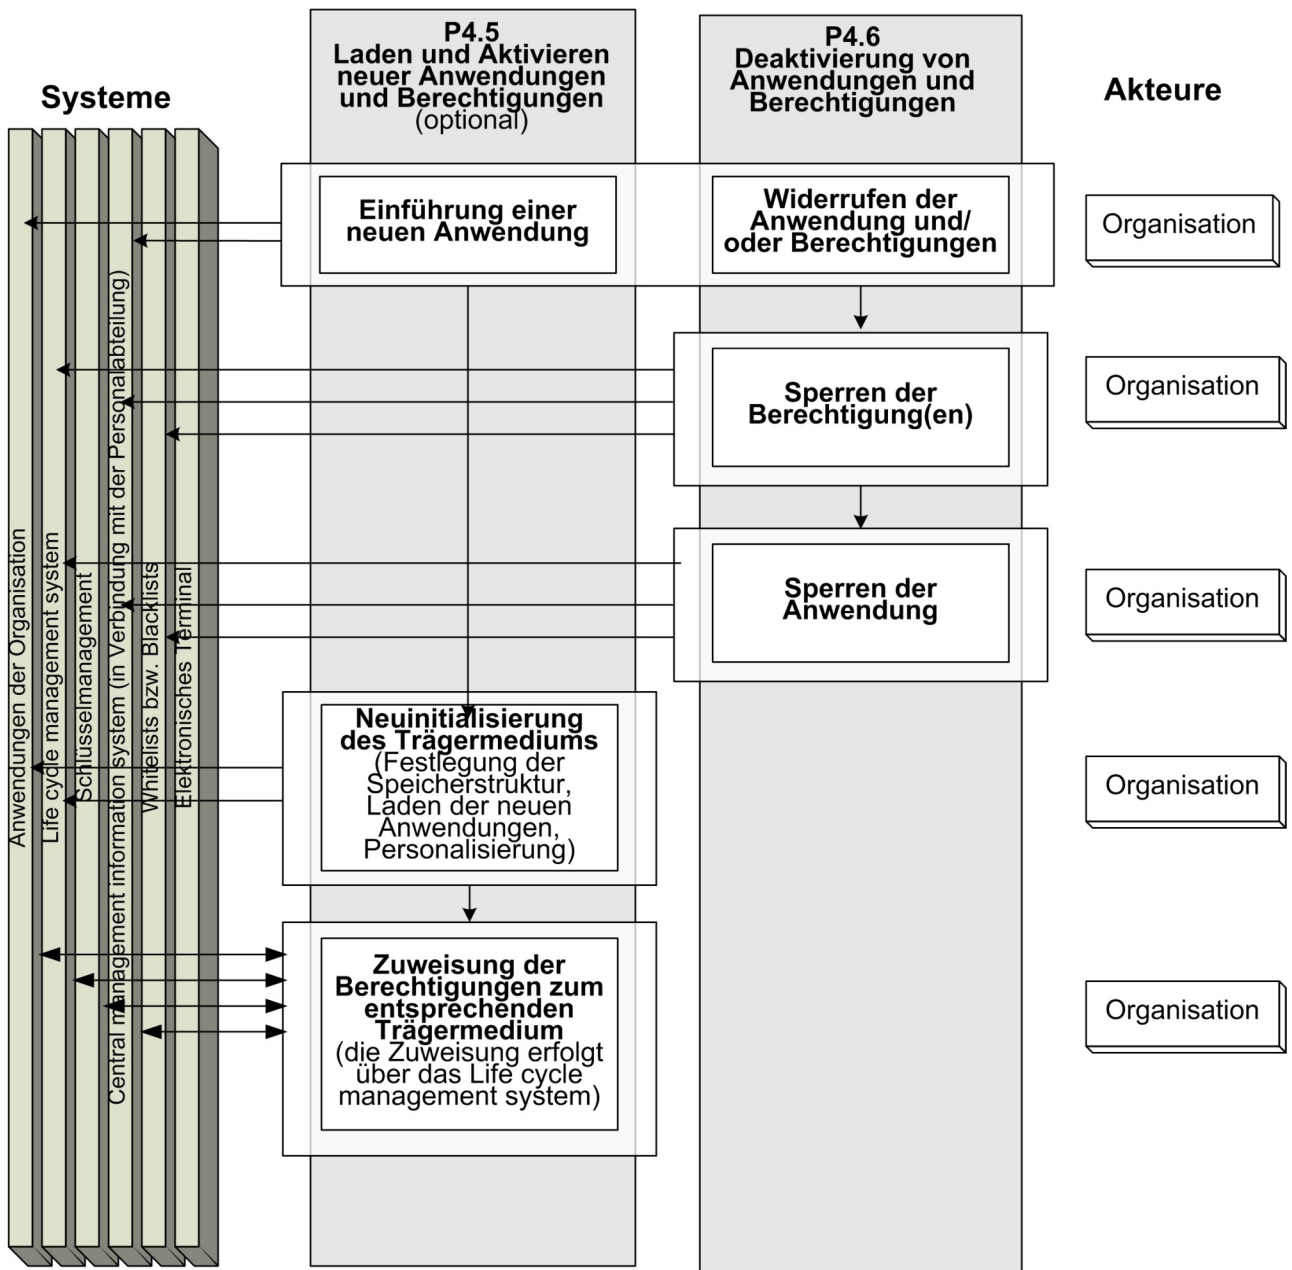 P4.5
Laden und Aktivieren
neuer Anwendungen
und Berechtigungen
(optional)
P4.6
Deaktivierung von
Anwendungen und
Berechtigungen
Systeme
Akteure
Anwendungen der Organisation
Life cycle management system
Schlüsselmanagement
Central management information system (in Verbindung mit der Personalabteilung)
Whitelists bzw. Blacklists
Elektronisches Terminal
Einführung einer
neuen Anwendung
Widerrufen der
Anwendung und/
oder Berechtigungen
Organisation
Sperren der
Berechtigung(en)
Organisation
Sperren der
Anwendung
Organisation
Neuinitialisierung
des Trägermediums
(Festlegung der
Speicherstruktur,
Laden der neuen
Anwendungen,
Personalisierung)
Organisation
Zuweisung der
Berechtigungen zum
entsprechenden
Trägermedium
(die Zuweisung erfolgt
über das Life cycle
management system)
Organisation